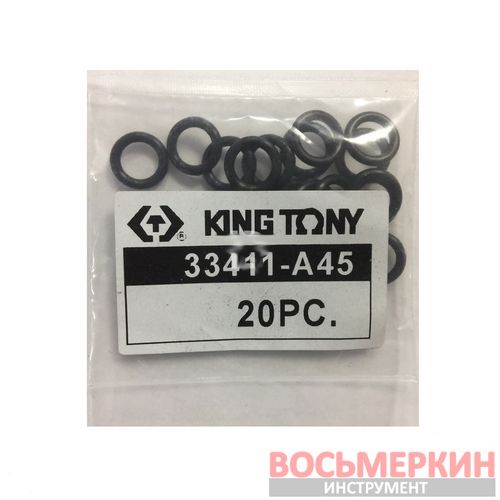 KING TONY
®
33411-A45
20PC.
ВОСЬМЕРКИН
ИНСТРУМЕНТ